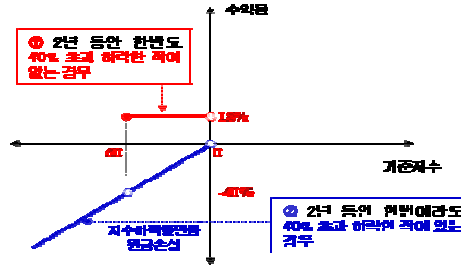 수익률
① 2년 동안 한번도
40% 초과 하락한 적이
없는 경우
기준지수
-40%
지수하락률만큼
원금손실
② 2년 동안 한번이라도
40% 초과 하락한 적이 있는
경우